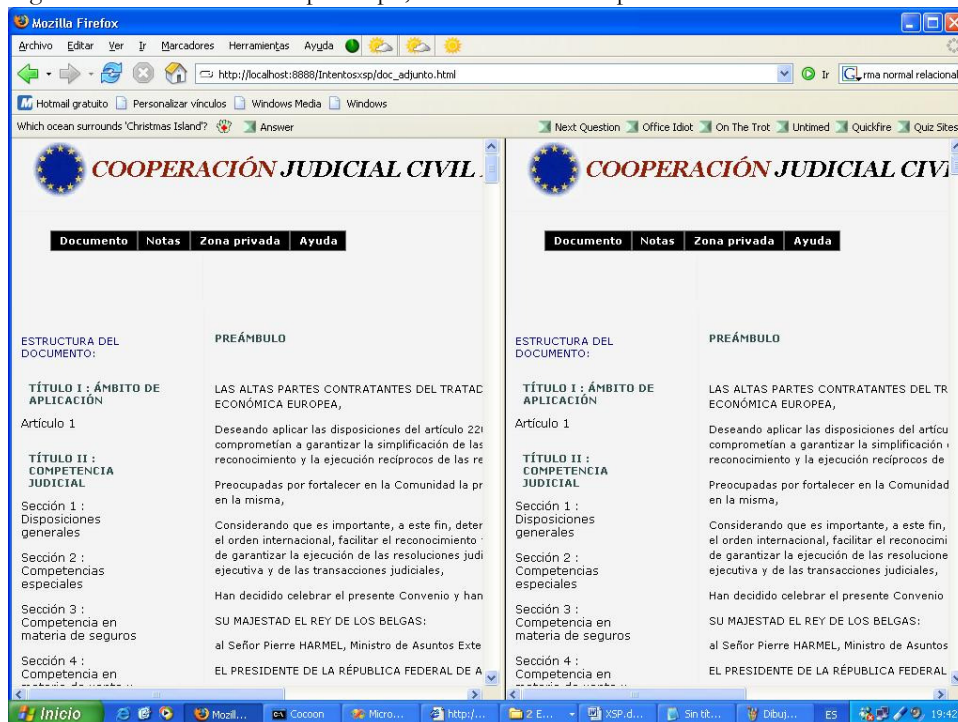 Mozilla Firefox
Archivo Editar Ver Ir Marcadores Herramientas Ayuda
http://localhost:8888/Intentosxsp/doc_adjunto.html Ir rma normal relacional
Hotmail gratuito Personalizar vínculos Windows Media Windows
Which ocean surrounds 'Christmas Island'? Answer Next Question Office Idiot On The Trot Untimed Quickfire Quiz Sites
COOPERACIÓN JUDICIAL CIVIL
Documento Notas Zona privada Ayuda
ESTRUCTURA DEL
DOCUMENTO:
TÍTULO I : ÁMBITO DE
APLICACIÓN
Artículo 1
TÍTULO II :
COMPETENCIA
JUDICIAL
Sección 1 :
Disposiciones
generales
Sección 2 :
Competencias
especiales
Sección 3 :
Competencia en
materia de seguros
Sección 4 :
Competencia en
PREÁMBULO
LAS ALTAS PARTES CONTRATANTES DEL TRATAD
ECONÓMICA EUROPEA,
Deseando aplicar las disposiciones del artículo 22
comprometían a garantizar la simplificación de las
reconocimiento y la ejecución recíprocos de las re
Preocupadas por fortalecer en la Comunidad la pr
en la misma,
Considerando que es importante, a este fin, deter
el orden internacional, facilitar el reconocimiento
de garantizar la ejecución de las resoluciones judi
ejecutiva y de las transacciones judiciales,
Han decidido celebrar el presente Convenio y han
SU MAJESTAD EL REY DE LOS BELGAS:
al Señor Pierre HARMEL, Ministro de Asuntos Exte
EL PRESIDENTE DE LA RÉPUBLICA FEDERAL DE A
COOPERACIÓN JUDICIAL CIVI
Documento Notas Zona privada Ayuda
ESTRUCTURA DEL
DOCUMENTO:
TÍTULO I : ÁMBITO DE
APLICACIÓN
Artículo 1
TÍTULO II :
COMPETENCIA
JUDICIAL
Sección 1 :
Disposiciones
generales
Sección 2 :
Competencias
especiales
Sección 3 :
Competencia en
materia de seguros
Sección 4 :
Competencia en
PREÁMBULO
LAS ALTAS PARTES CONTRATANTES DEL TR
ECONÓMICA EUROPEA,
Deseando aplicar las disposiciones del artícu
comprometían a garantizar la simplificación
reconocimiento y la ejecución recíprocos de
Preocupadas por fortalecer en la Comunidad
en la misma,
Considerando que es importante, a este fin,
el orden internacional, facilitar el reconocimi
de garantizar la ejecución de las resolucione
ejecutiva y de las transacciones judiciales,
Han decidido celebrar el presente Convenio
SU MAJESTAD EL REY DE LOS BELGAS:
al Señor Pierre HARMEL, Ministro de Asuntos
EL PRESIDENTE DE LA RÉPUBLICA FEDERAL
Inicio Mozil... Cocoon Micro... http:/... 2 E... XSP.d... Sin tít... Dibuj... ES 19:42